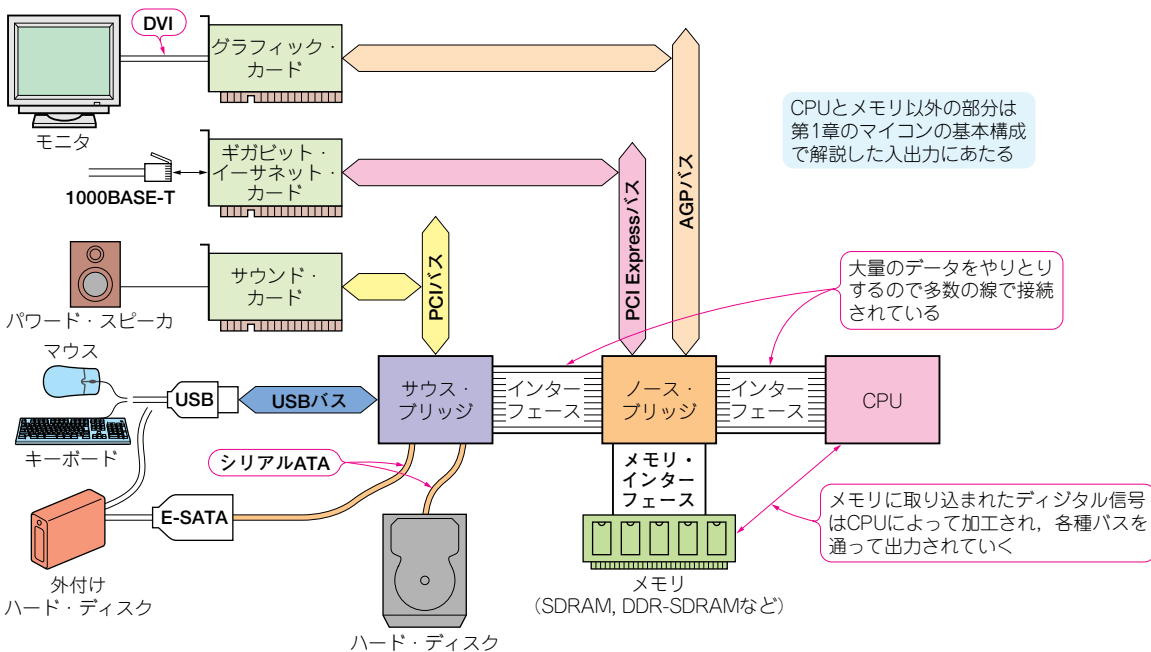 DVI
グラフィック・
カード
モニタ
CPUとメモリ以外の部分は
第1章のマイコンの基本構成
で解説した入出力にあたる
ギガビット・
イーサネット・
カード
1000BASE-T
PCI Expressバス
AGPバス
サウンド・
カード
PCIバス
パワード・スピーカ
大量のデータをやりとり
するので多数の線で接続
されている
マウス
USB
USBバス
キーボード
サウス・
ブリッジ
インター
フェース
ノース・
ブリッジ
インター
フェース
CPU
シリアルATA
メモリ・
インター
フェース
E-SATA
外付け
ハード・ディスク
ハード・ディスク
メモリ
(SDRAM, DDR-SDRAMなど)
メモリに取り込まれたディジタル信号
はCPUによって加工され，各種バスを
通って出力されていく